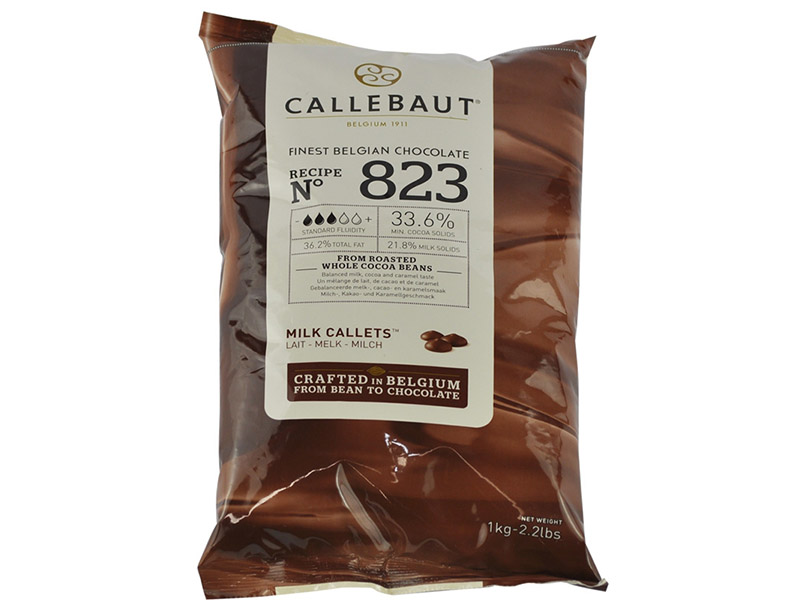 CALLEBAUT®
BELGIUM 1911
FINEST BELGIAN CHOCOLATE
RECIPE
Nº 823
- +
STANDARD FLUIDITY
33.6%
MIN. COCOA SOLIDS
36.2% TOTAL FAT
21.8% MILK SOLIDS
FROM ROASTED
WHOLE COCOA BEANS
Balanced milk, cocoa and caramel taste
Un mélange de lait, de cacao et de caramel
Gebalanceerde melk-, cacao- en karamelsmaak
Milch-, Kakao- und Karamellgeschmack
MILK CALLETS™
LAIT - MELK - MILCH
CRAFTED IN BELGIUM
FROM BEAN TO CHOCOLATE
NET WEIGHT
1kg-2.2lbs